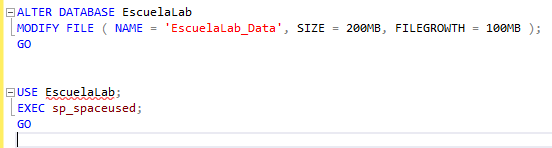 ALTER DATABASE EscuelaLab
MODIFY FILE ( NAME = 'EscuelaLab_Data', SIZE = 200MB, FILEGROWTH = 100MB );
GO
USE EscuelaLab;
EXEC sp_spaceused;
GO